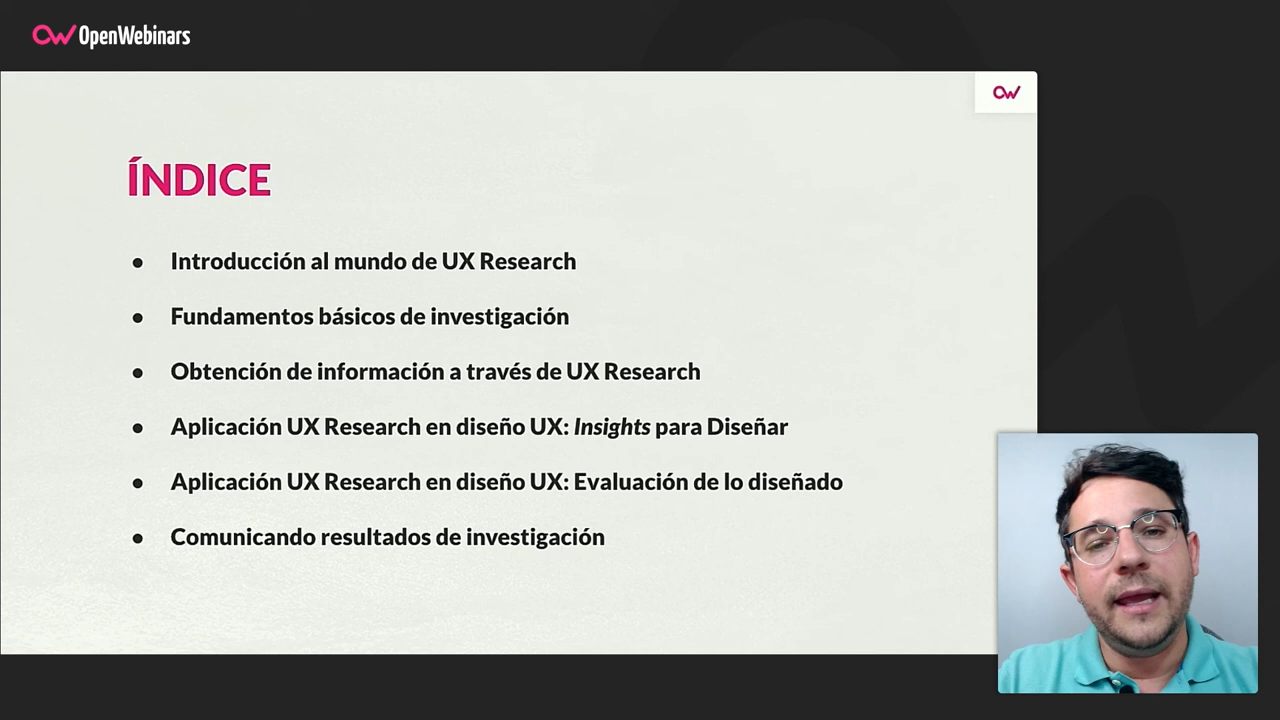 OpenWebinars
ÍNDICE
● Introducción al mundo de UX Research
● Fundamentos básicos de investigación
● Obtención de información a través de UX Research
● Aplicación UX Research en diseño UX: Insights para Diseñar
● Aplicación UX Research en diseño UX: Evaluación de lo diseñado
● Comunicando resultados de investigación